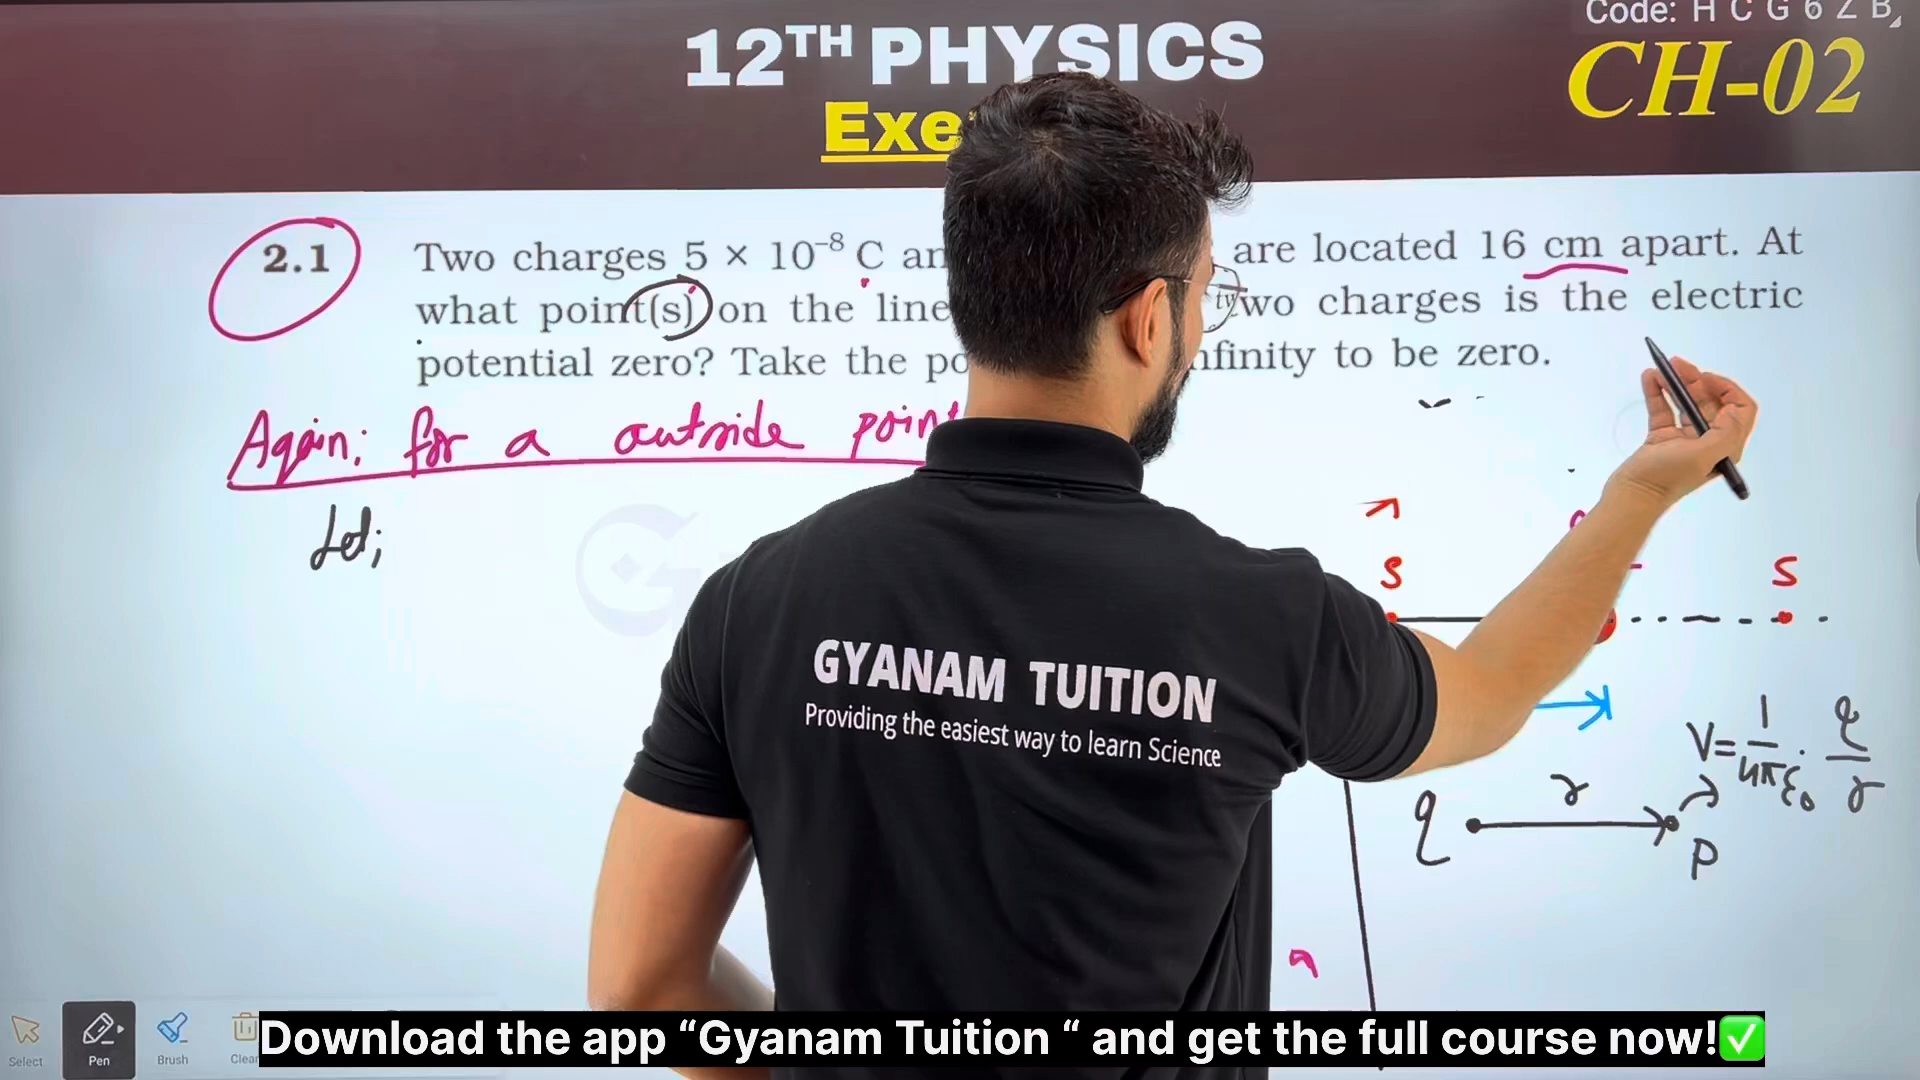 Code: H C G 6 Z B
12TH PHYSICS
CH-02
Exe
2.1 Two charges 5 × 10⁻⁸ C an are located 16 cm apart. At
what point(s) on the line two charges is the electric
potential zero? Take the po nfinity to be zero.
Again; for a outside point
Let;
S S
GYANAM TUITION
Providing the easiest way to learn Science
V = 1/4πε₀ · q/r
q r P
Select Pen Brush Clear
Download the app “Gyanam Tuition “ and get the full course now!✅